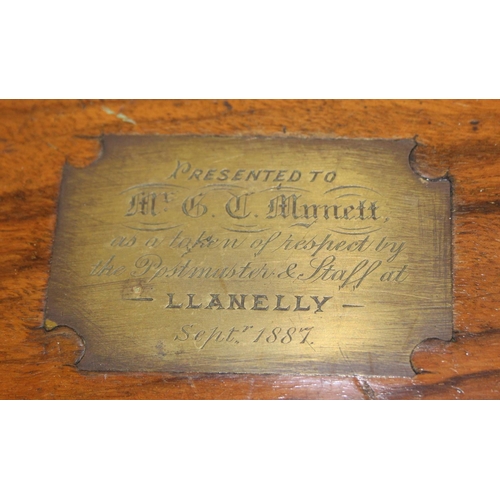 PRESENTED TO
Mr. G. T. Mynett,
as a token of respect by
the Postmaster & Staff at
— LLANELLY —
Septr. 1887.